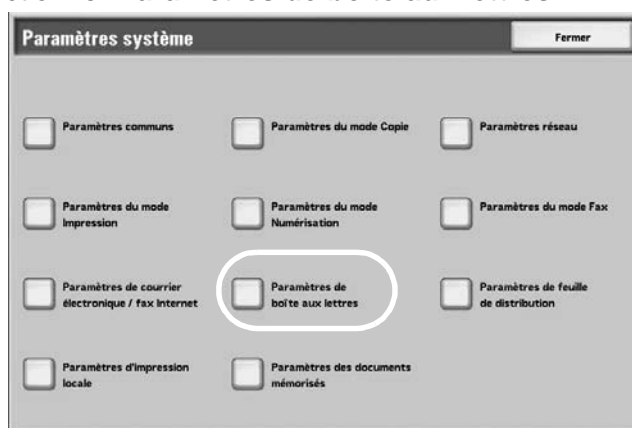 Paramètres système
Fermer
Paramètres communs
Paramètres du mode Copie
Paramètres réseau
Paramètres du mode
Impression
Paramètres du mode
Numérisation
Paramètres du mode Fax
Paramètres de courrier
électronique / fax Internet
Paramètres de
boîte aux lettres
Paramètres de feuille
de distribution
Paramètres d'impression
locale
Paramètres des documents
mémorisés